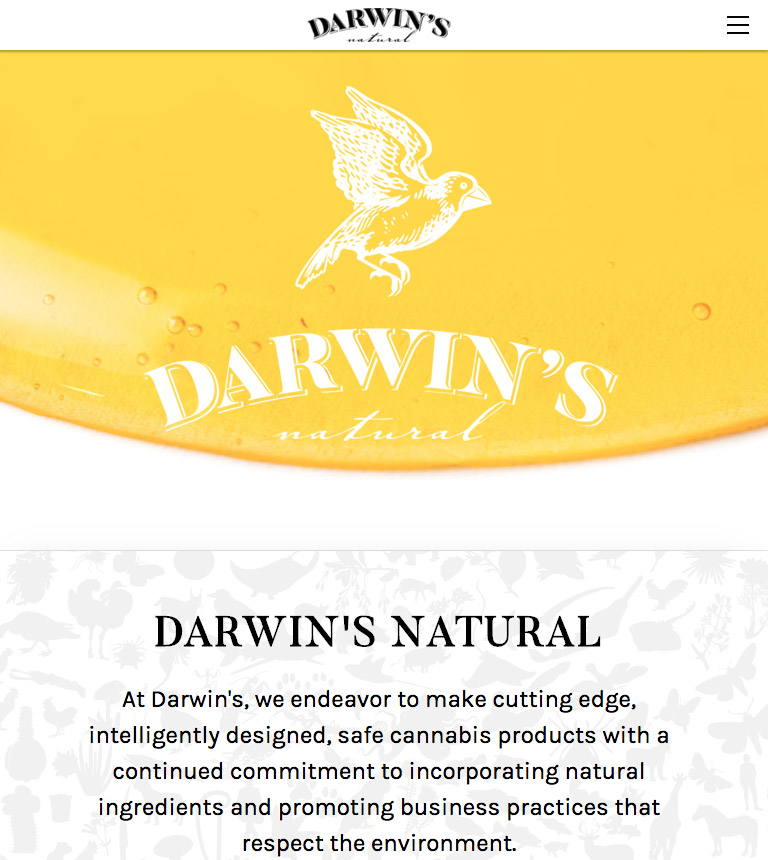 DARWIN'S
natural
DARWIN'S
natural
DARWIN'S NATURAL
At Darwin's, we endeavor to make cutting edge,
intelligently designed, safe cannabis products with a
continued commitment to incorporating natural
ingredients and promoting business practices that
respect the environment.